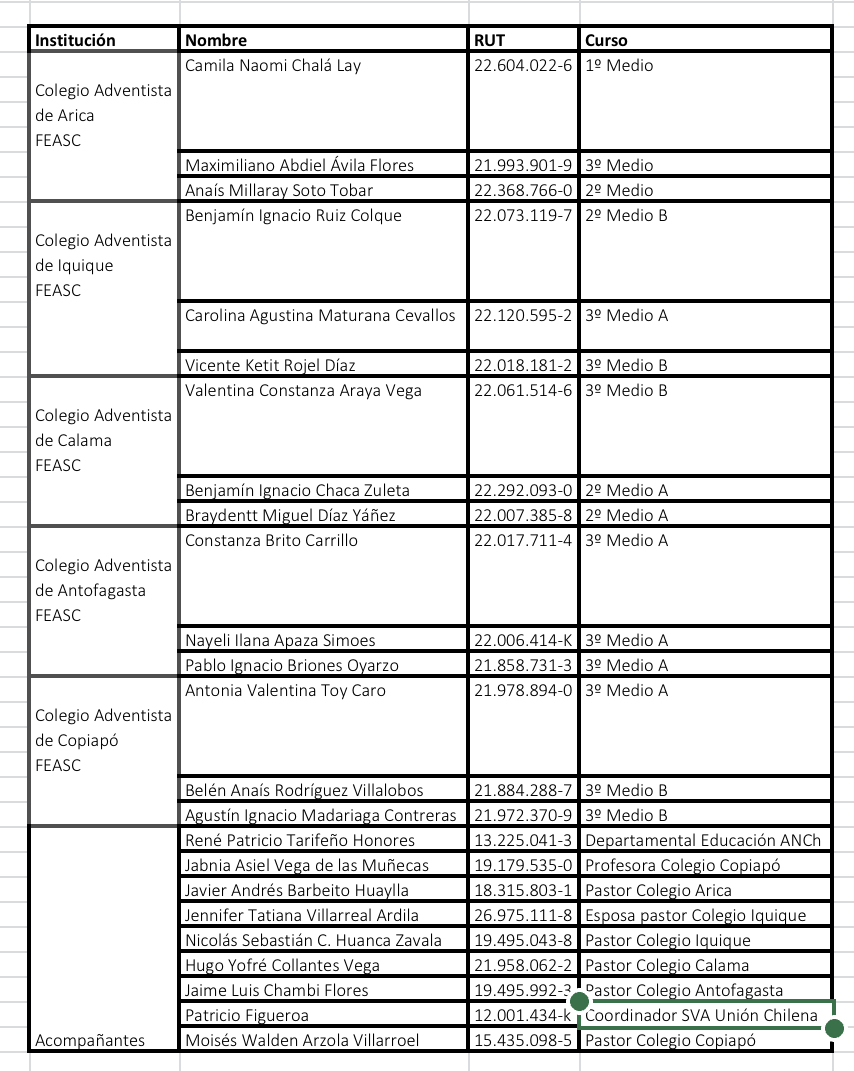 Institución Nombre RUT Curso
Camila Naomi Chalá Lay 22.604.022-6 1º Medio
Colegio Adventista
de Arica
FEASC
Maximiliano Abdiel Ávila Flores 21.993.901-9 3º Medio
Anaís Millaray Soto Tobar 22.368.766-0 2º Medio
Benjamín Ignacio Ruiz Colque 22.073.119-7 2º Medio B
Colegio Adventista
de Iquique
FEASC
Carolina Agustina Maturana Cevallos 22.120.595-2 3º Medio A
Vicente Ketit Rojel Díaz 22.018.181-2 3º Medio B
Valentina Constanza Araya Vega 22.061.514-6 3º Medio B
Colegio Adventista
de Calama
FEASC
Benjamín Ignacio Chaca Zuleta 22.292.093-0 2º Medio A
Braydentt Miguel Díaz Yáñez 22.007.385-8 2º Medio A
Constanza Brito Carrillo 22.017.711-4 3º Medio A
Colegio Adventista
de Antofagasta
FEASC
Nayeli Ilana Apaza Simoes 22.006.414-K 3º Medio A
Pablo Ignacio Briones Oyarzo 21.858.731-3 3º Medio A
Antonia Valentina Toy Caro 21.978.894-0 3º Medio A
Colegio Adventista
de Copiapó
FEASC
Belén Anaís Rodríguez Villalobos 21.884.288-7 3º Medio B
Agustín Ignacio Madariaga Contreras 21.972.370-9 3º Medio B
René Patricio Tarifeño Honores 13.225.041-3 Departamental Educación ANCh
Jabnia Asiel Vega de las Muñecas 19.179.535-0 Profesora Colegio Copiapó
Javier Andrés Barbeito Huaylla 18.315.803-1 Pastor Colegio Arica
Jennifer Tatiana Villarreal Ardila 26.975.111-8 Esposa pastor Colegio Iquique
Nicolás Sebastián C. Huanca Zavala 19.495.043-8 Pastor Colegio Iquique
Hugo Yofré Collantes Vega 21.958.062-2 Pastor Colegio Calama
Jaime Luis Chambi Flores 19.495.992-3 Pastor Colegio Antofagasta
Patricio Figueroa 12.001.434-k Coordinador SVA Unión Chilena
Acompañantes Moisés Walden Arzola Villarroel 15.435.098-5 Pastor Colegio Copiapó